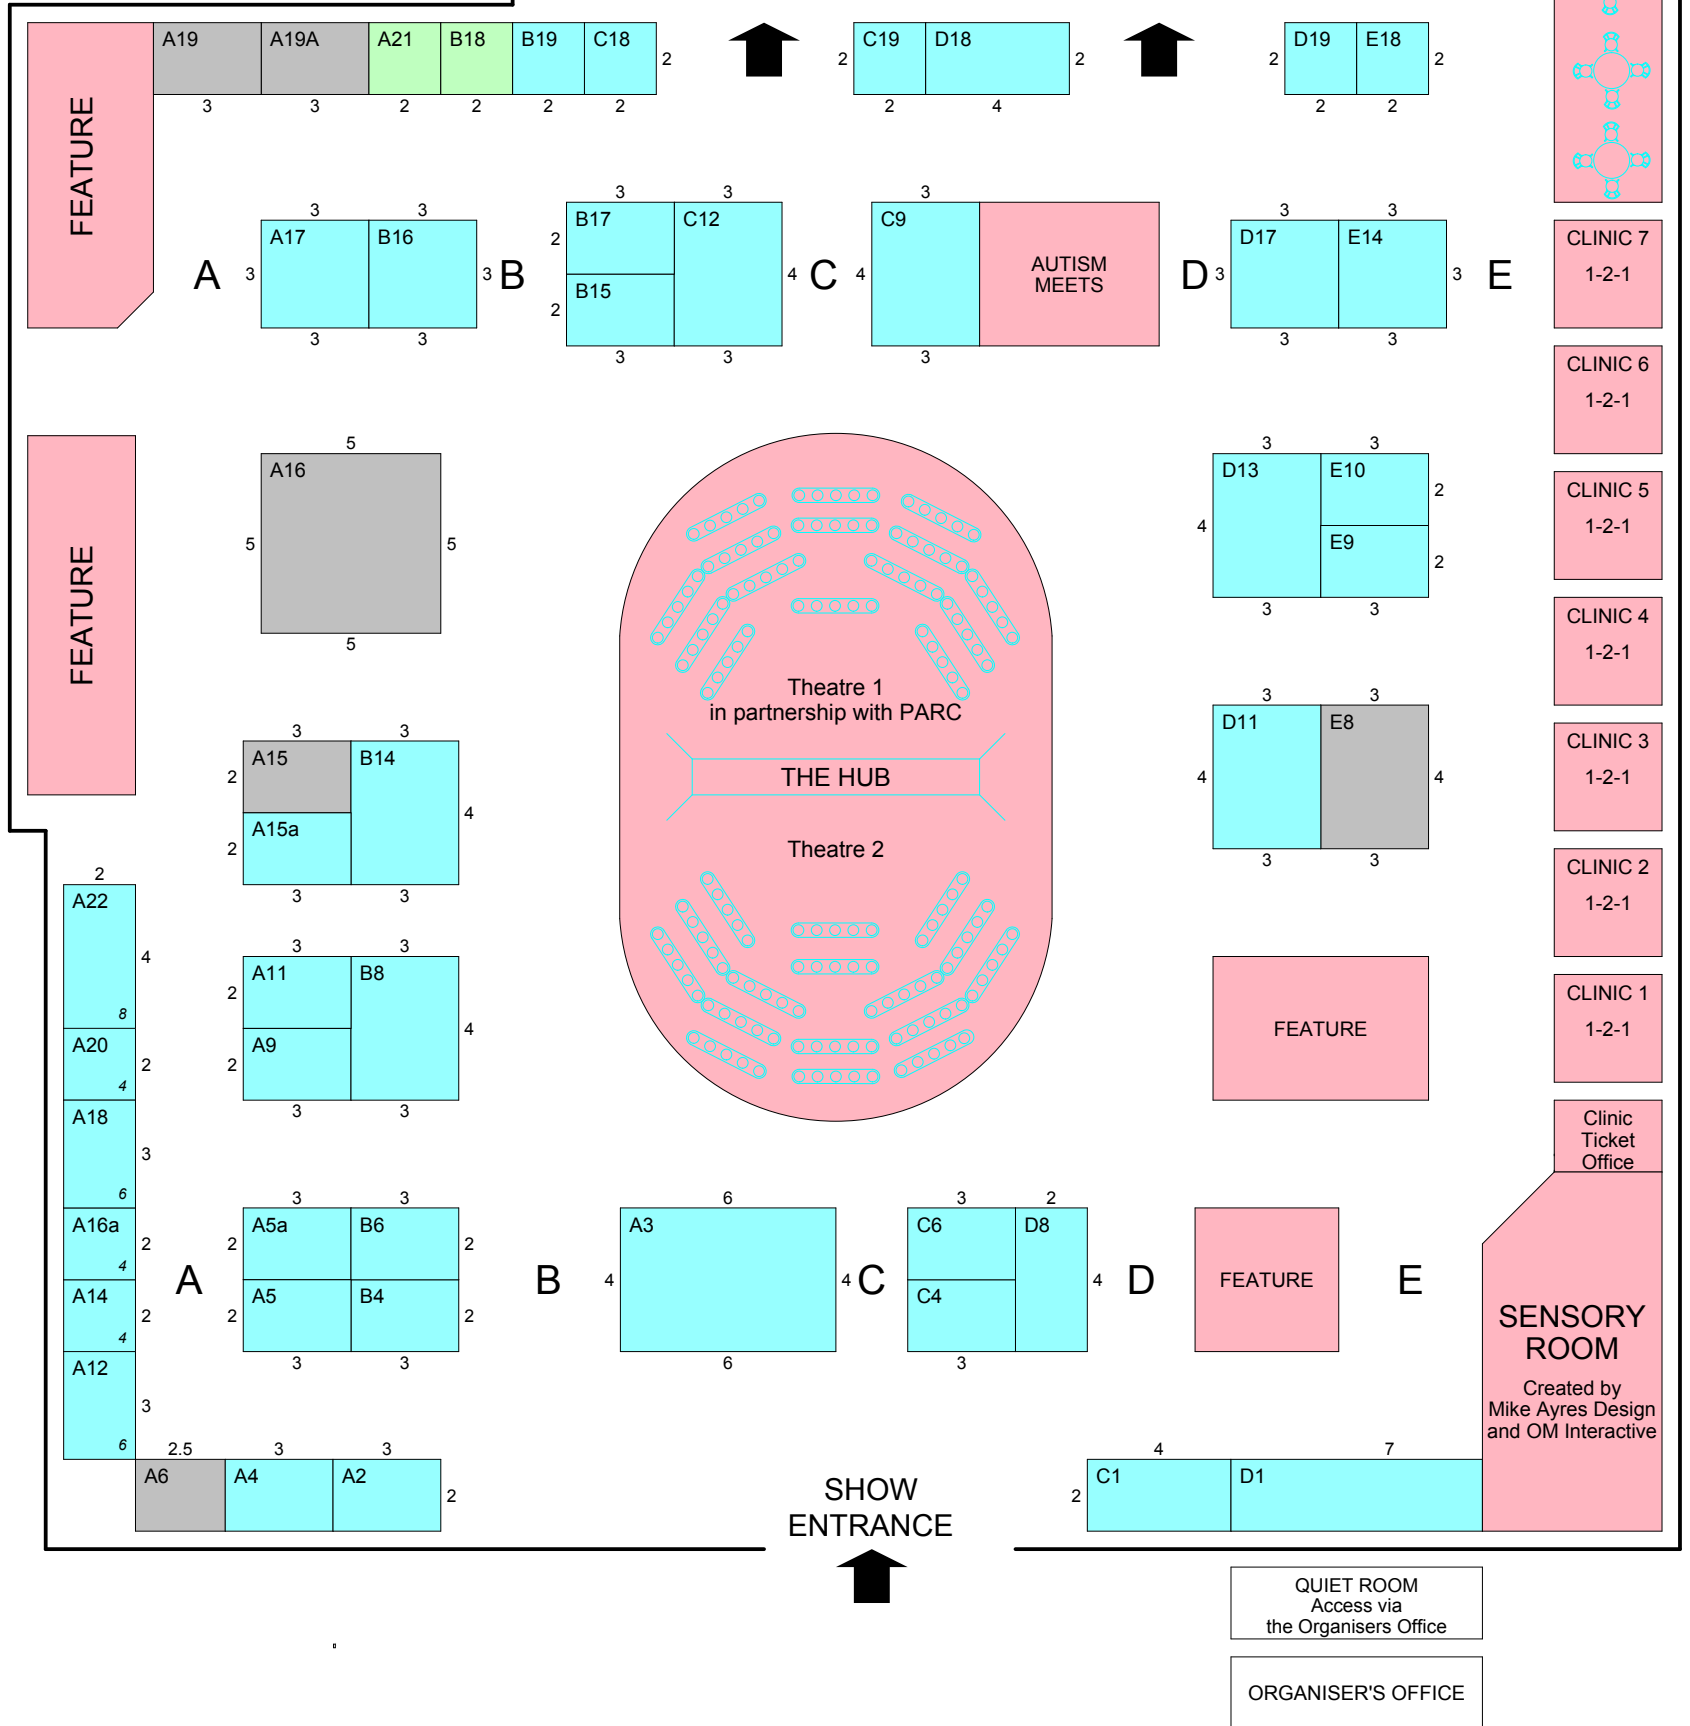 A19 A19A A21 B18 B19 C18 2
3 3 2 2 2 2
2 C19 D18 2
2 4
2 D19 E18 2
2 2
FEATURE
3 3
A17 B16
A 3 3 B
3 3
3 3
B17 C12
2
B15
2 4 C
3 3
3
C9
4
3
AUTISM
MEETS
3 3
D17 E14
D 3 3 E
3 3
CLINIC 7
1-2-1
CLINIC 6
1-2-1
CLINIC 5
1-2-1
CLINIC 4
1-2-1
CLINIC 3
1-2-1
CLINIC 2
1-2-1
CLINIC 1
1-2-1
Clinic
Ticket
Office
FEATURE
5
A16
5 5
5
3 3
D13 E10
2
4
E9
2
3 3
Theatre 1
in partnership with PARC
THE HUB
Theatre 2
3 3
D11 E8
4 4
3 3
3 3
A15 B14
2
4
A15a
2
3 3
2
A22
4
8
A20
2
4
A18
3
6
A16a
2
4
A14
2
4
A12
3
6
3 3
A11 B8
2
4
A9
2
3 3
FEATURE
3 3
A5a B6
2 2
A
A5 B4
2 2
3 3
B
6
A3
4 4
6
C
3 2
C6 D8
4
C4
3
D
FEATURE
E
SENSORY
ROOM
Created by
Mike Ayres Design
and OM Interactive
2.5 3 3
A6 A4 A2
2
SHOW
ENTRANCE
4 7
C1 D1
2
QUIET ROOM
Access via
the Organisers Office
ORGANISER'S OFFICE